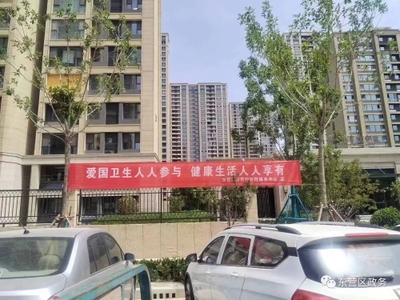 爱国卫生人人参与 健康生活人人享有
东营区政务